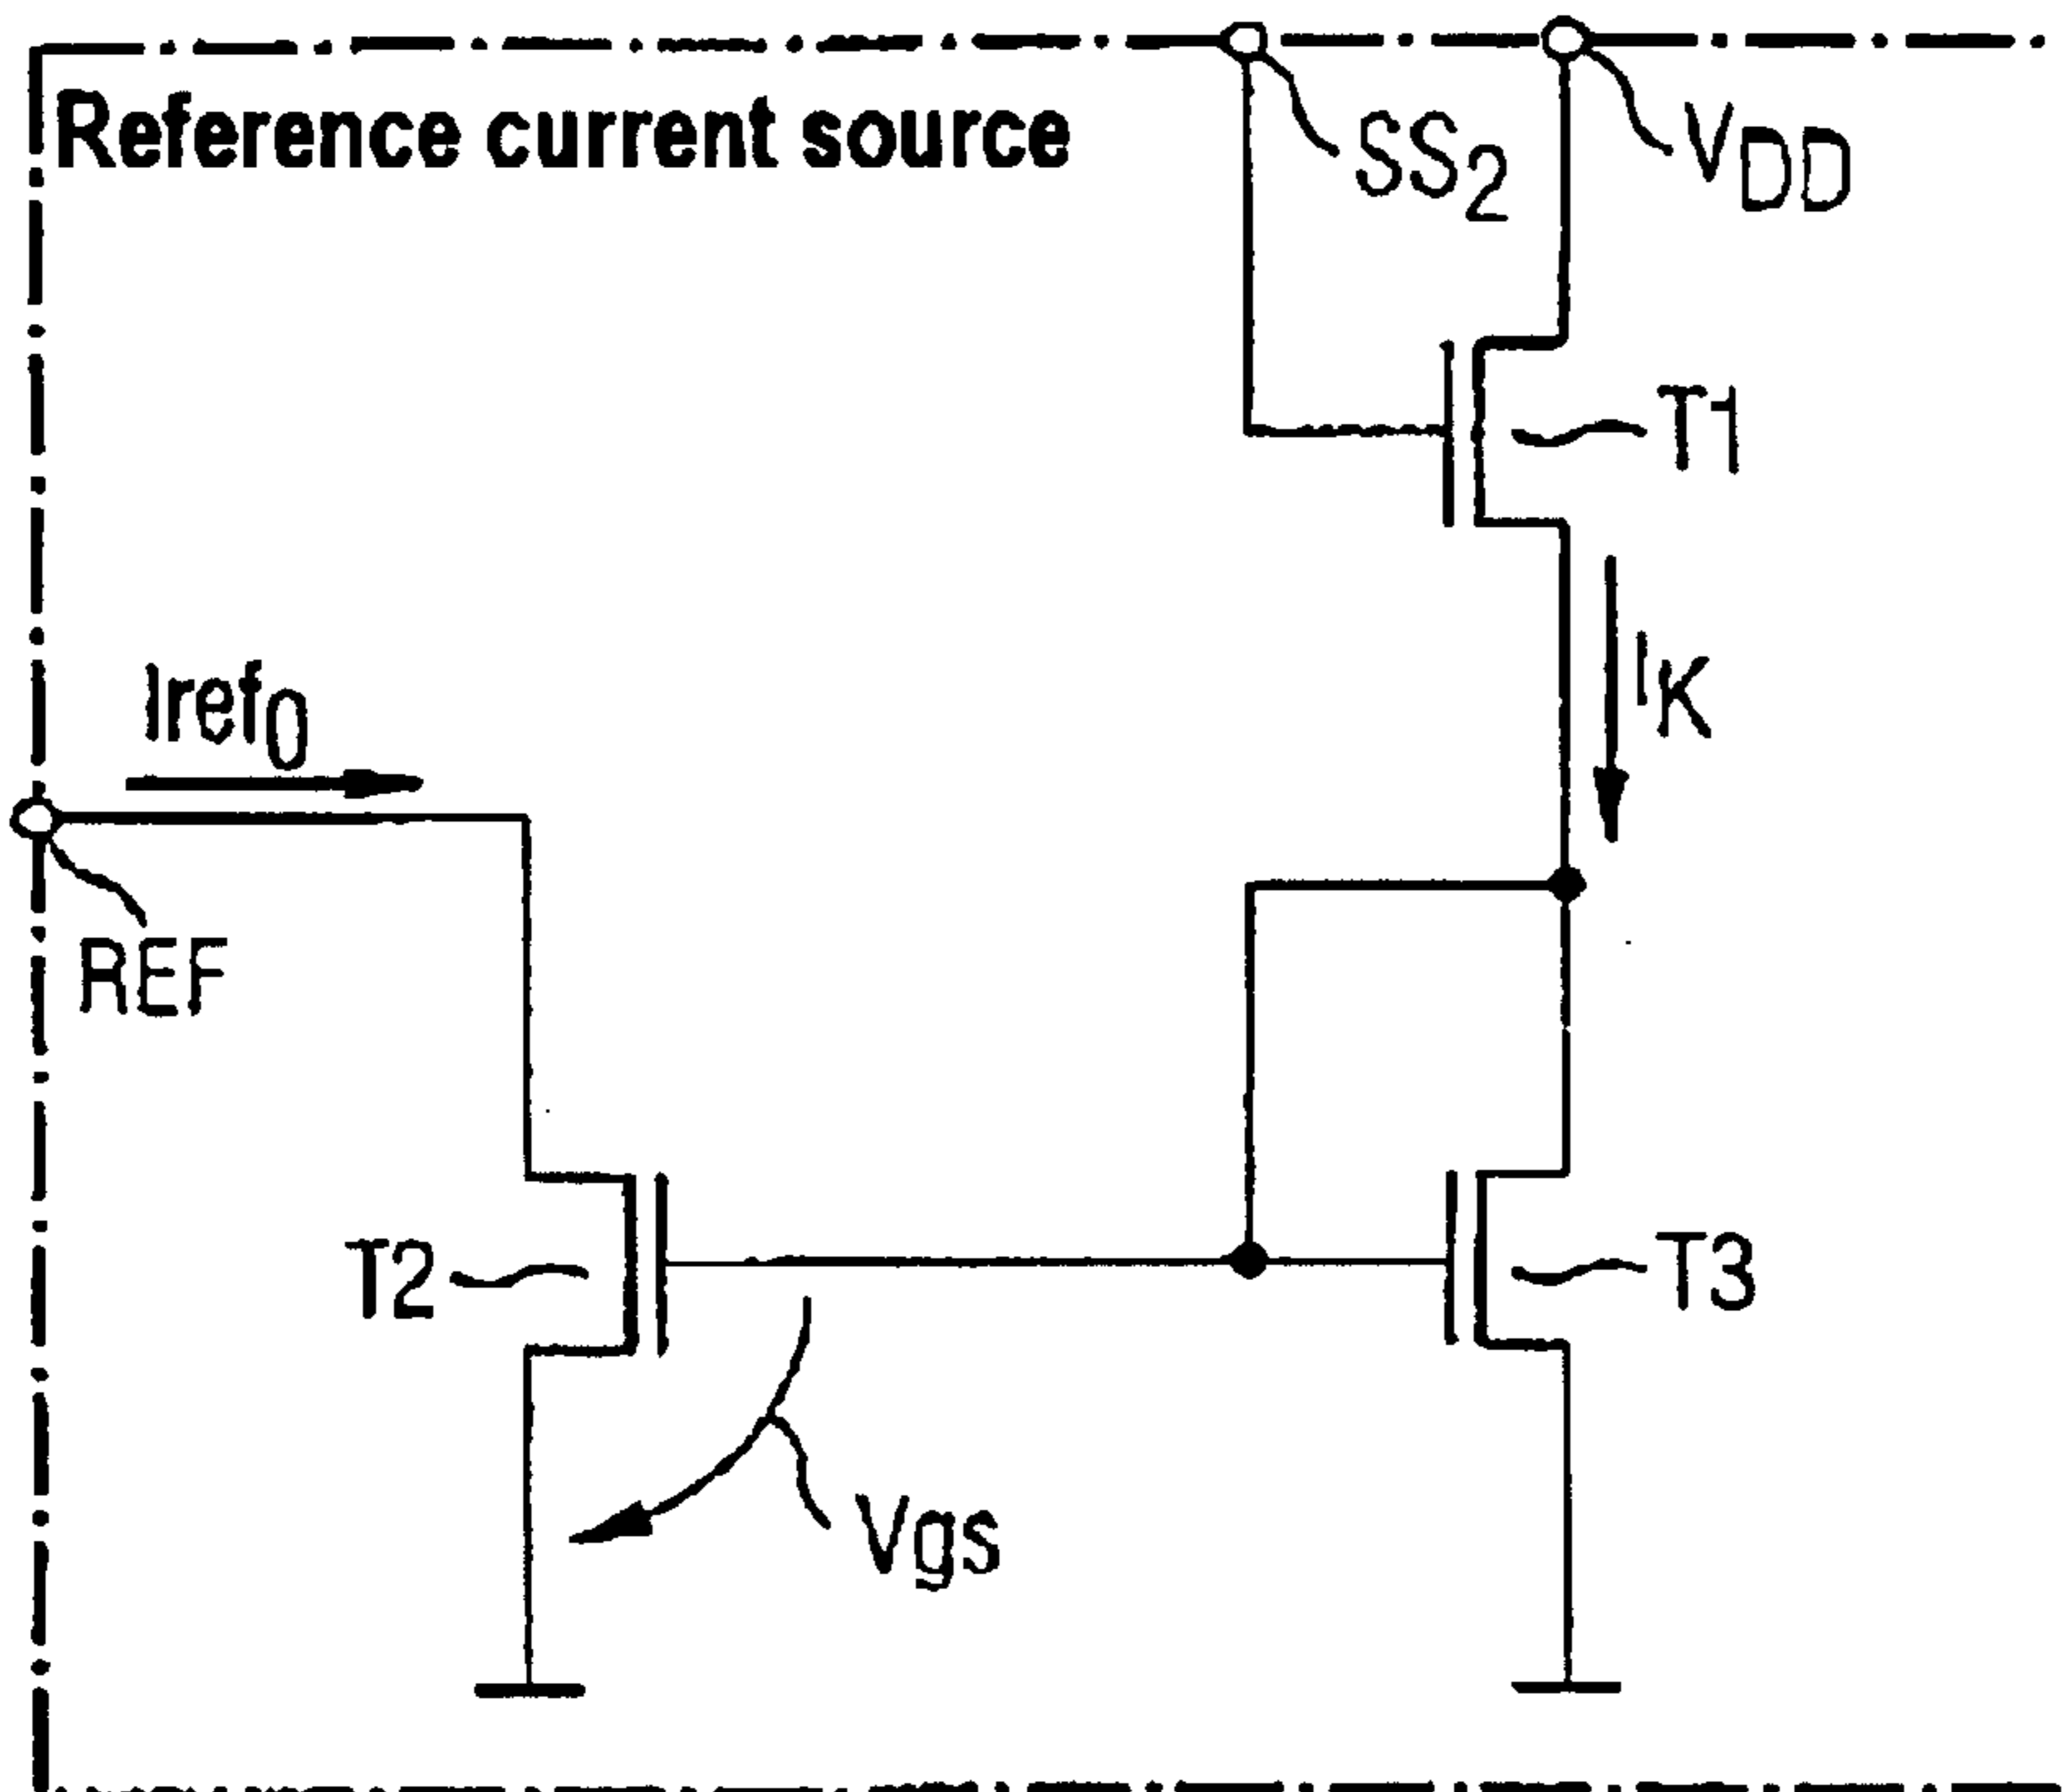 Reference current source
SS2
VDD
T1
Iref0
IK
REF
T2
T3
Vgs